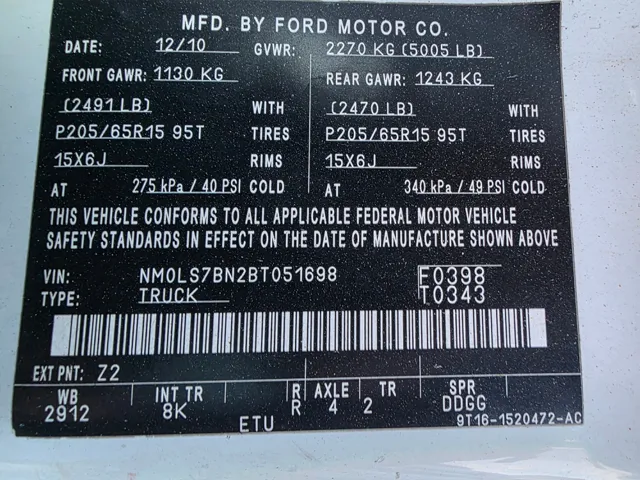 MFD. BY FORD MOTOR CO.
DATE: 12/10 GVWR: 2270 KG (5005 LB)
FRONT GAWR: 1130 KG REAR GAWR: 1243 KG
(2491 LB) WITH (2470 LB) WITH
P205/65R15 95T TIRES P205/65R15 95T TIRES
15X6J RIMS 15X6J RIMS
AT 275 kPa / 40 PSI COLD AT 340 kPa / 49 PSI COLD
THIS VEHICLE CONFORMS TO ALL APPLICABLE FEDERAL MOTOR VEHICLE
SAFETY STANDARDS IN EFFECT ON THE DATE OF MANUFACTURE SHOWN ABOVE
VIN: NM0LS7BN2BT051698 F0398
TYPE: TRUCK T0343
EXT PNT: Z2
WB INT TR R AXLE TR SPR
2912 8K R 4 2 DDGG
ETU 9T16-1520472-AC